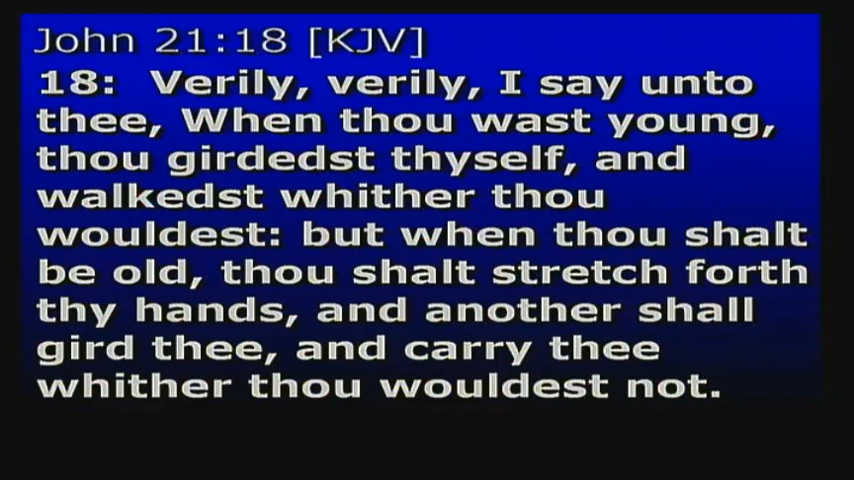 John 21:18 [KJV]
18: Verily, verily, I say unto
thee, When thou wast young,
thou girdedst thyself, and
walkedst whither thou
wouldest: but when thou shalt
be old, thou shalt stretch forth
thy hands, and another shall
gird thee, and carry thee
whither thou wouldest not.